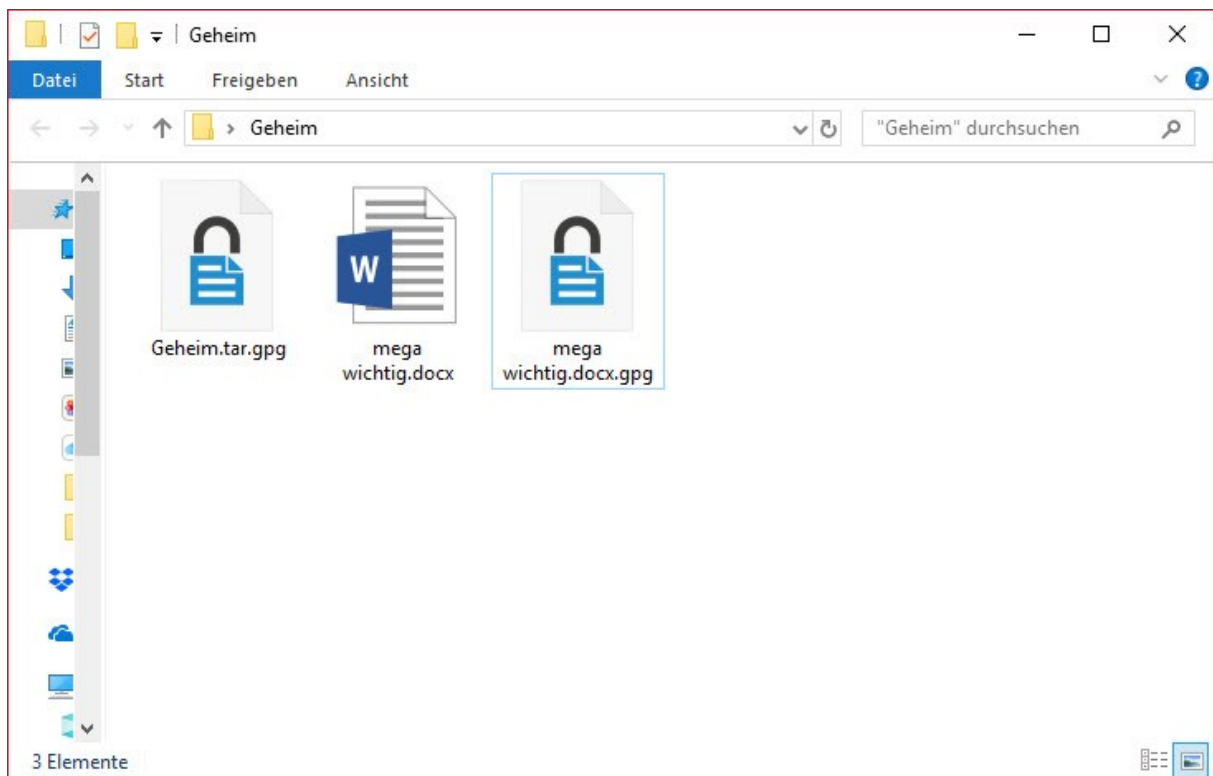 Geheim
Datei Start Freigeben Ansicht ?
Geheim "Geheim" durchsuchen
W
Geheim.tar.gpg
mega
wichtig.docx
mega
wichtig.docx.gpg
3 Elemente